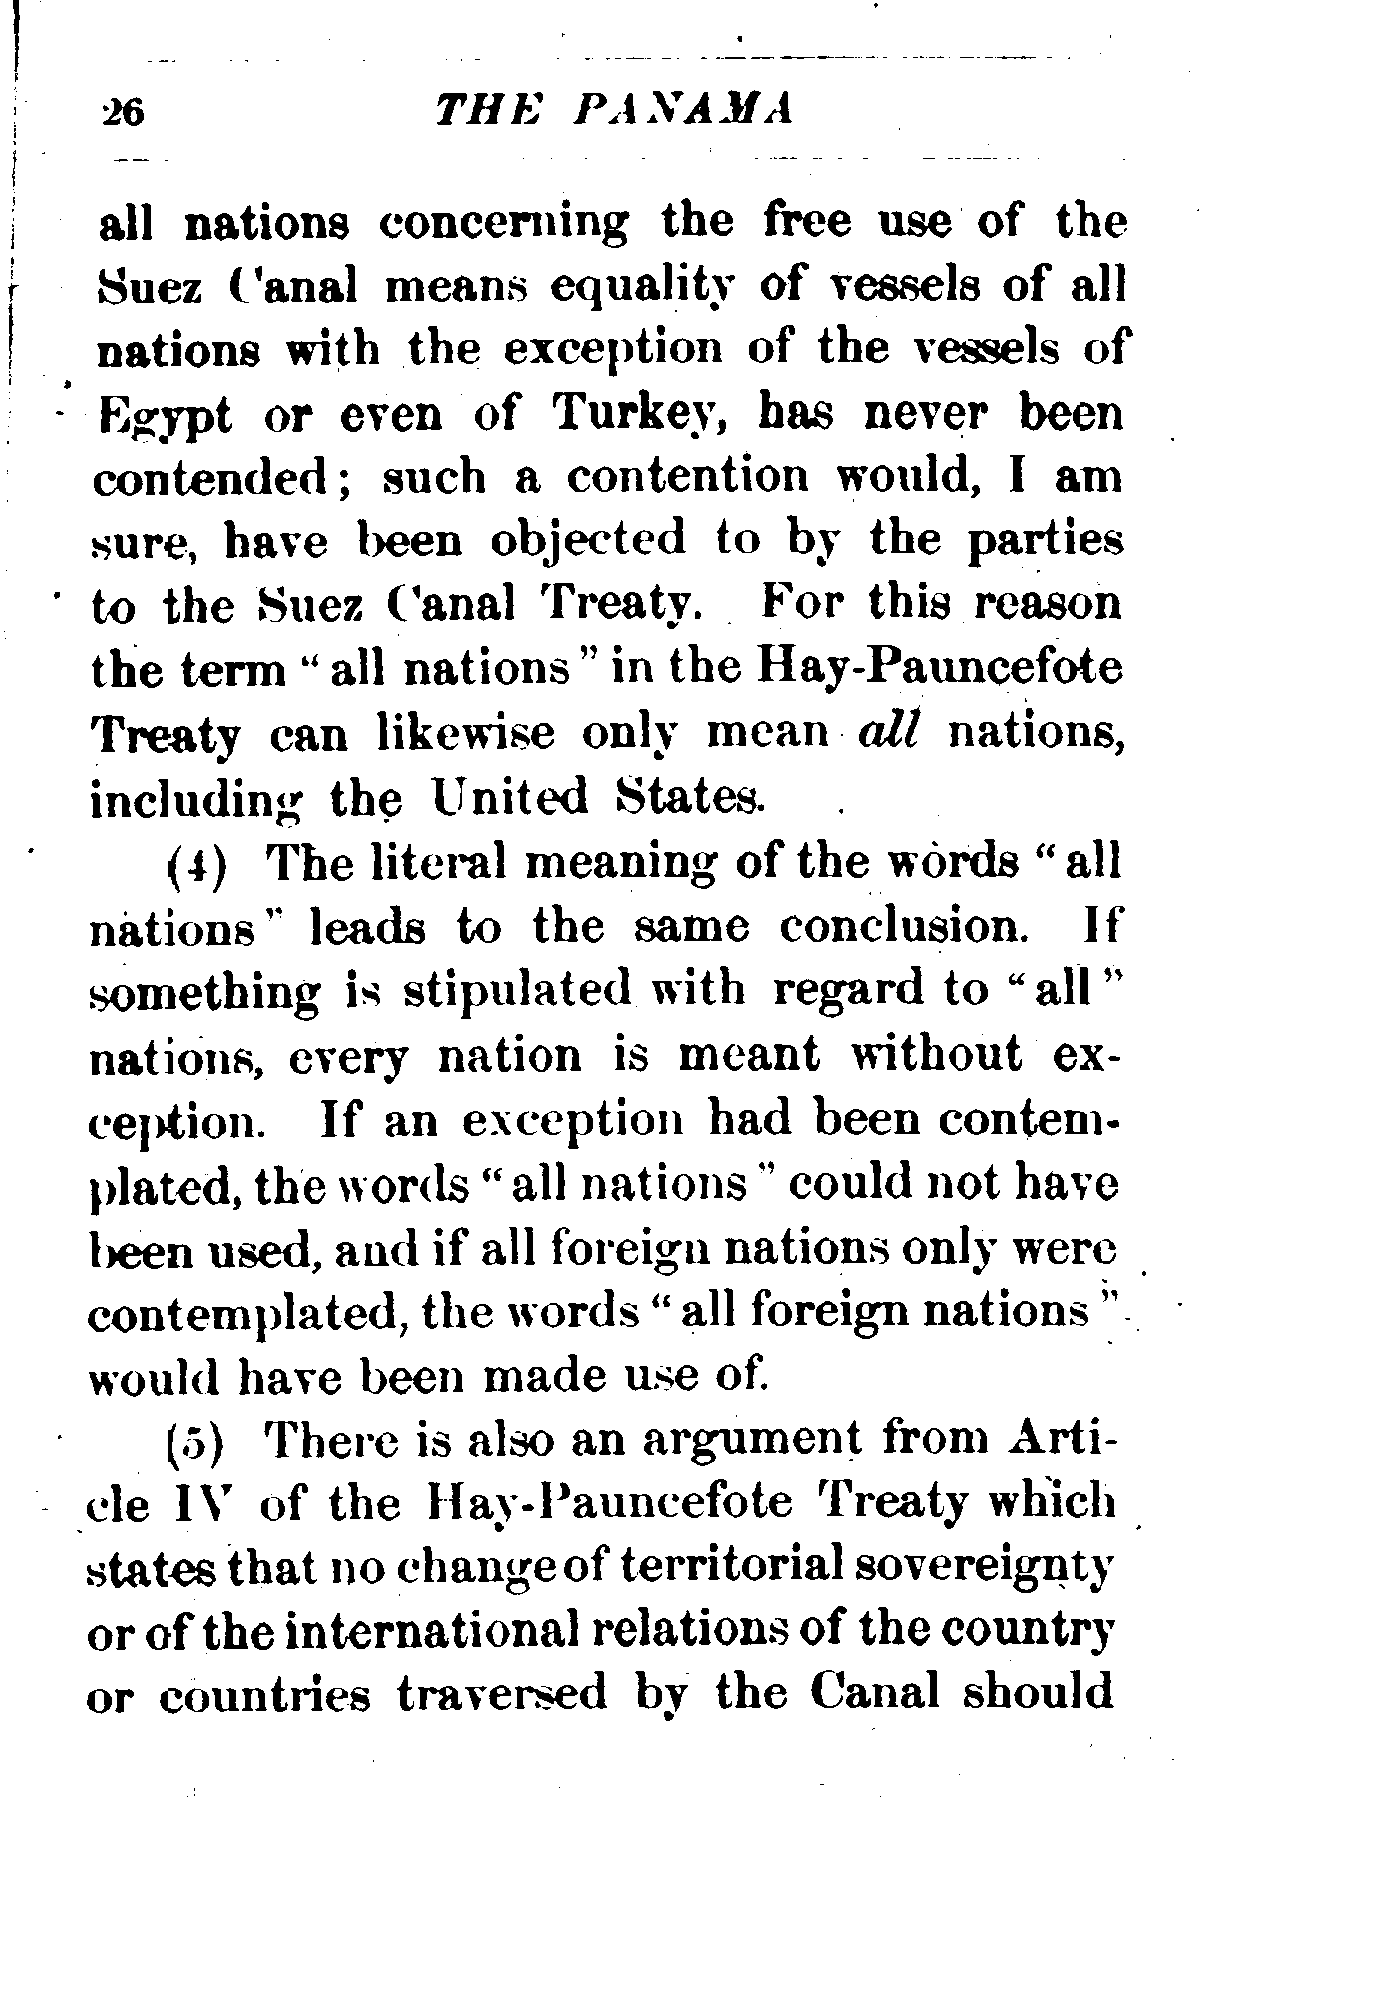 26 THE PANAMA
all nations concerning the free use of the
Suez Canal means equality of vessels of all
nations with the exception of the vessels of
Egypt or even of Turkey, has never been
contended; such a contention would, I am
sure, have been objected to by the parties
to the Suez Canal Treaty. For this reason
the term "all nations" in the Hay-Pauncefote
Treaty can likewise only mean all nations,
including the United States.
(4) The literal meaning of the words "all
nations" leads to the same conclusion. If
something is stipulated with regard to "all"
nations, every nation is meant without ex-
ception. If an exception had been contem-
plated, the words "all nations" could not have
been used, and if all foreign nations only were
contemplated, the words "all foreign nations"
would have been made use of.
(5) There is also an argument from Arti-
cle IV of the Hay-Pauncefote Treaty which
states that no change of territorial sovereignty
or of the international relations of the country
or countries traversed by the Canal should